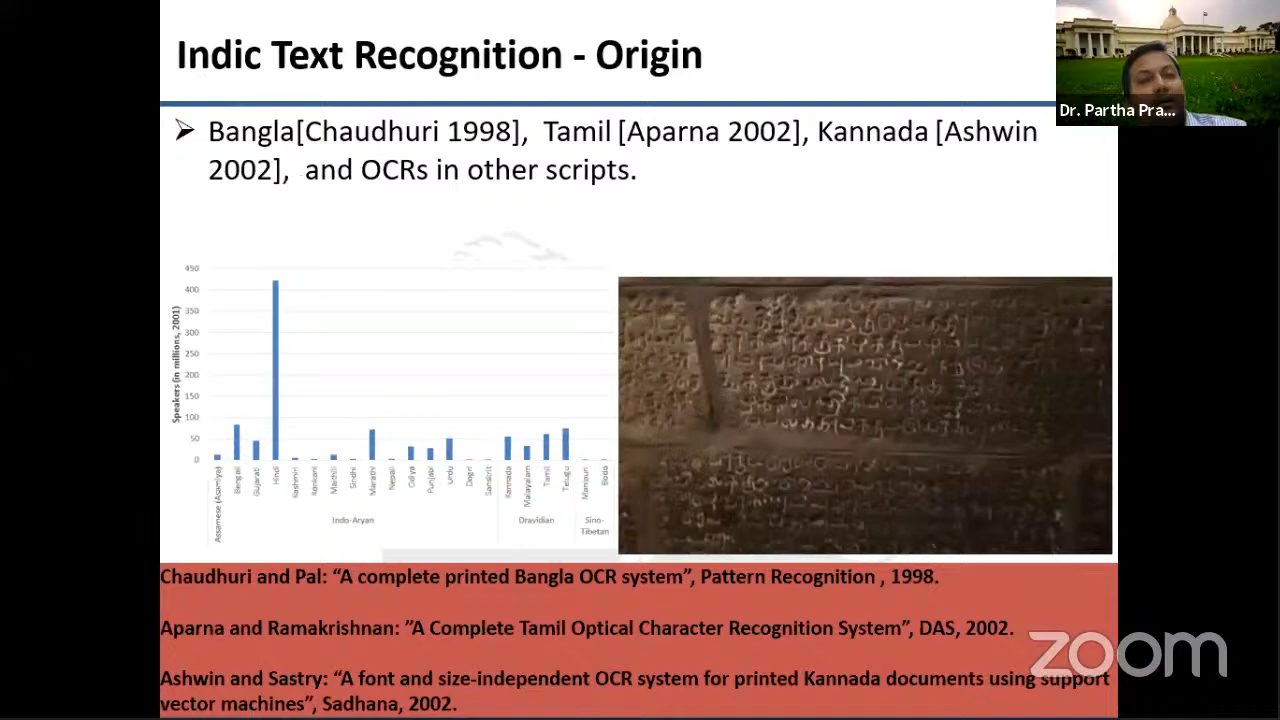 Indic Text Recognition - Origin
Dr. Partha Pra...
➢ Bangla[Chaudhuri 1998], Tamil [Aparna 2002], Kannada [Ashwin
2002], and OCRs in other scripts.
Speakers (in millions, 2001)
450
400
350
300
250
200
150
100
50
0
Assamese (Asamiya)
Bengali
Gujarati
Hindi
Kashmiri
Konkani
Maithili
Sindhi
Marathi
Nepali
Odiya
Punjabi
Urdu
Dogri
Sanskrit
Kannada
Malayalam
Tamil
Telugu
Manipuri
Bodo
Indo-Aryan
Dravidian
Sino-
Tibetan
Chaudhuri and Pal: “A complete printed Bangla OCR system”, Pattern Recognition , 1998.
Aparna and Ramakrishnan: ”A Complete Tamil Optical Character Recognition System”, DAS, 2002.
Ashwin and Sastry: “A font and size-independent OCR system for printed Kannada documents using support
vector machines”, Sadhana, 2002.
zoom